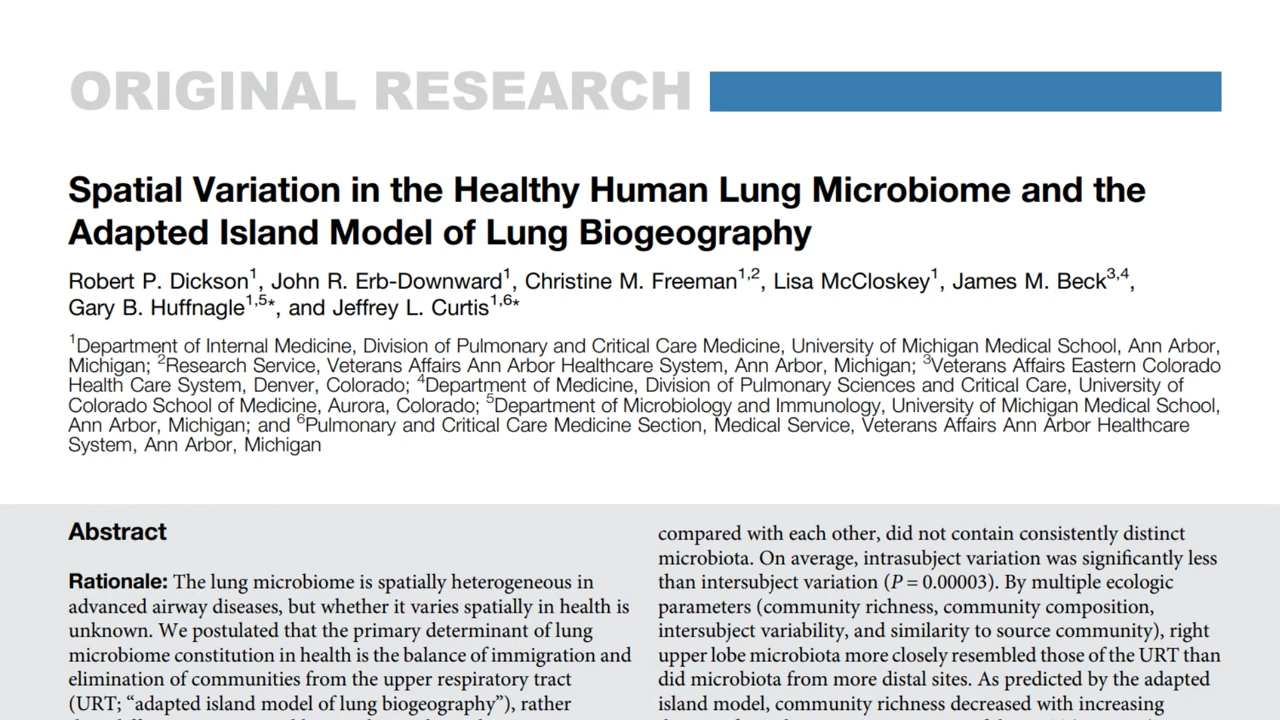 ORIGINAL RESEARCH
Spatial Variation in the Healthy Human Lung Microbiome and the
Adapted Island Model of Lung Biogeography
Robert P. Dickson1, John R. Erb-Downward1, Christine M. Freeman1,2, Lisa McCloskey1, James M. Beck3,4,
Gary B. Huffnagle1,5*, and Jeffrey L. Curtis1,6*
1Department of Internal Medicine, Division of Pulmonary and Critical Care Medicine, University of Michigan Medical School, Ann Arbor,
Michigan; 2Research Service, Veterans Affairs Ann Arbor Healthcare System, Ann Arbor, Michigan; 3Veterans Affairs Eastern Colorado
Health Care System, Denver, Colorado; 4Department of Medicine, Division of Pulmonary Sciences and Critical Care, University of
Colorado School of Medicine, Aurora, Colorado; 5Department of Microbiology and Immunology, University of Michigan Medical School,
Ann Arbor, Michigan; and 6Pulmonary and Critical Care Medicine Section, Medical Service, Veterans Affairs Ann Arbor Healthcare
System, Ann Arbor, Michigan
Abstract
Rationale: The lung microbiome is spatially heterogeneous in
advanced airway diseases, but whether it varies spatially in health is
unknown. We postulated that the primary determinant of lung
microbiome constitution in health is the balance of immigration and
elimination of communities from the upper respiratory tract
(URT; “adapted island model of lung biogeography”), rather
compared with each other, did not contain consistently distinct
microbiota. On average, intrasubject variation was significantly less
than intersubject variation (P = 0.00003). By multiple ecologic
parameters (community richness, community composition,
intersubject variability, and similarity to source community), right
upper lobe microbiota more closely resembled those of the URT than
did microbiota from more distal sites. As predicted by the adapted
island model, community richness decreased with increasing